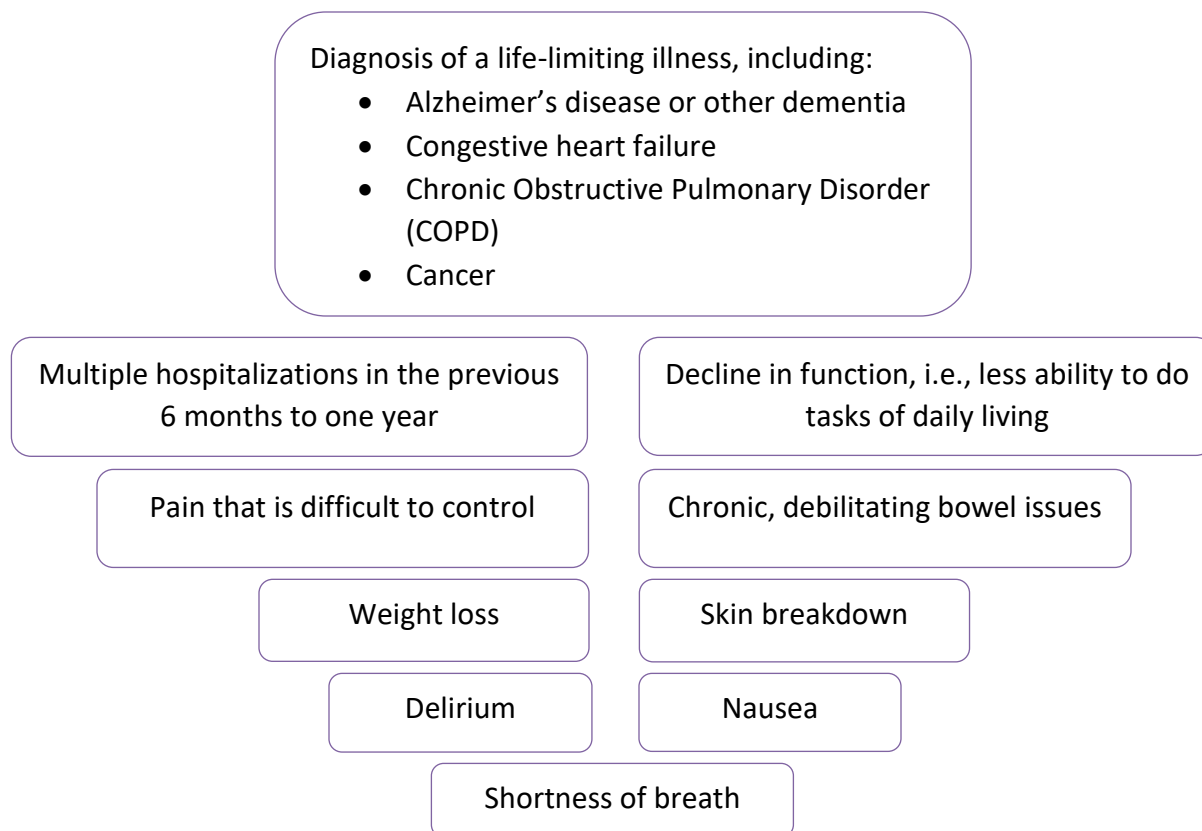 Diagnosis of a life-limiting illness, including:
• Alzheimer’s disease or other dementia
• Congestive heart failure
• Chronic Obstructive Pulmonary Disorder
(COPD)
• Cancer
Multiple hospitalizations in the previous
6 months to one year
Decline in function, i.e., less ability to do
tasks of daily living
Pain that is difficult to control
Chronic, debilitating bowel issues
Weight loss
Skin breakdown
Delirium
Nausea
Shortness of breath